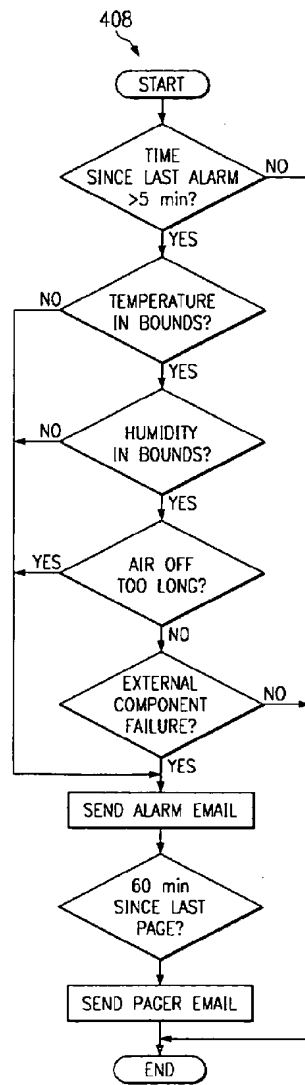 408
START
TIME
SINCE LAST ALARM
>5 min?
NO
YES
NO
TEMPERATURE
IN BOUNDS?
YES
NO
HUMIDITY
IN BOUNDS?
YES
YES
AIR OFF
TOO LONG?
NO
EXTERNAL
COMPONENT
FAILURE?
NO
YES
SEND ALARM EMAIL
60 min
SINCE LAST
PAGE?
SEND PAGER EMAIL
END